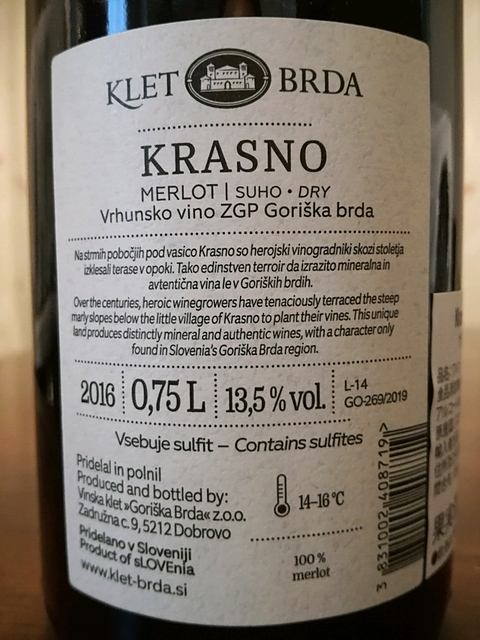 KLET BRDA
KRASNO
MERLOT | SUHO • DRY
Vrhunsko vino ZGP Goriška brda
Na strmih pobočjih pod vasico Krasno so herojski vinogradniki skozi stoletja
izklesali terase v opoki. Tako edinstven terroir da izrazito mineralna in
avtentična vina le v Goriških brdih.
Over the centuries, heroic winegrowers have tenaciously terraced the steep
marly slopes below the little village of Krasno to plant their vines. This unique
land produces distinctly mineral and authentic wines, with a character only
found in Slovenia's Goriška Brda region.
2016 0,75 L 13,5 % vol. L-14
GO-269/2019
Vsebuje sulfit – Contains sulfites
Pridelal in polnil
Produced and bottled by:
Vinska klet »Goriška Brda« z.o.o.
Zadružna c. 9, 5212 Dobrovo
Pridelano v Sloveniji
Product of sLOVEnia
www.klet-brda.si
14–16 °C
100 %
merlot
3 831002 408719 >